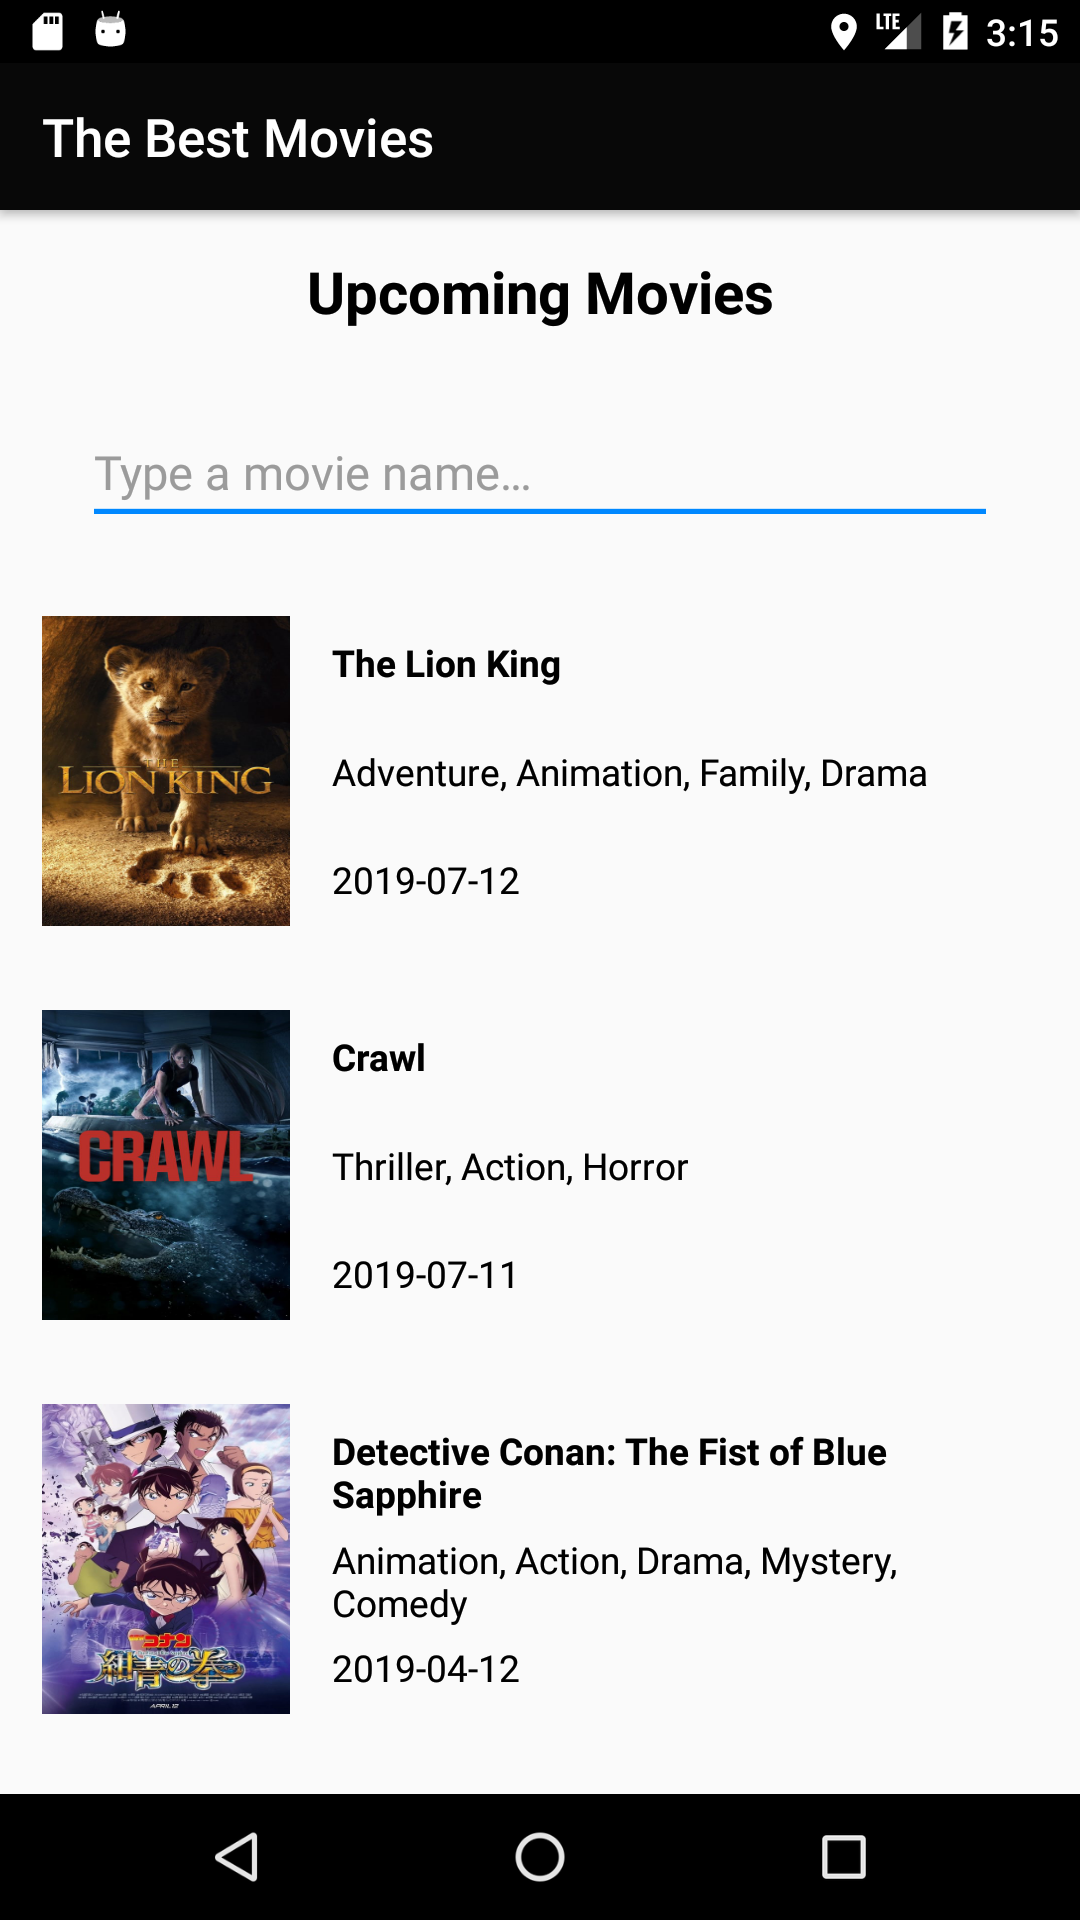 LTE 3:15
The Best Movies
Upcoming Movies
Type a movie name...
THE
LION KING
The Lion King
Adventure, Animation, Family, Drama
2019-07-12
CRAWL
Crawl
Thriller, Action, Horror
2019-07-11
コナン
紺青の拳
APRIL 12
Detective Conan: The Fist of Blue
Sapphire
Animation, Action, Drama, Mystery,
Comedy
2019-04-12